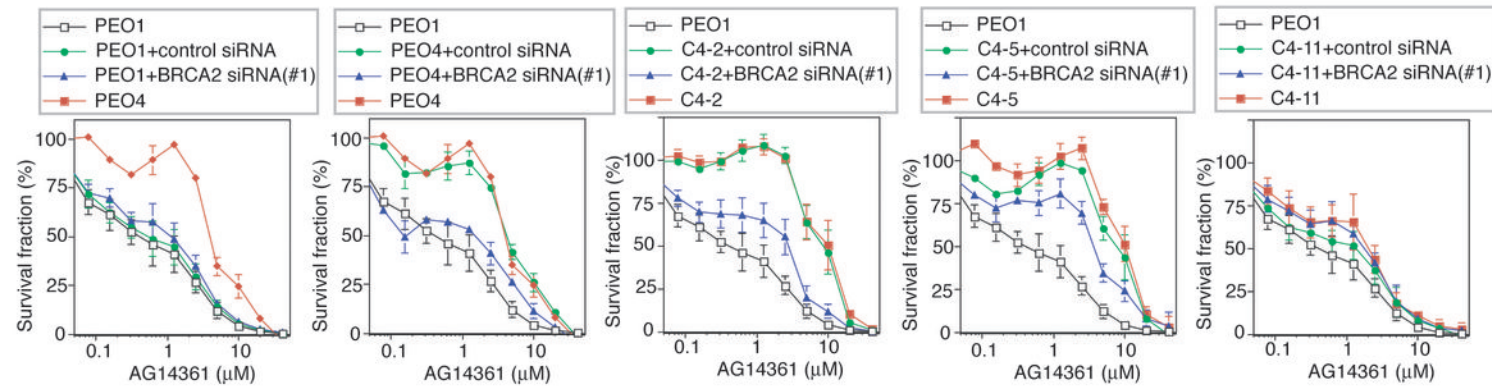 PEO1
PEO1+control siRNA
PEO1+BRCA2 siRNA(#1)
PEO4
100
75
50
25
0
Survival fraction (%)
0.1 1 10
AG14361 (µM)
PEO1
PEO4+control siRNA
PEO4+BRCA2 siRNA(#1)
PEO4
100
75
50
25
0
Survival fraction (%)
0.1 1 10
AG14361 (µM)
PEO1
C4-2+control siRNA
C4-2+BRCA2 siRNA(#1)
C4-2
100
75
50
25
0
Survival fraction (%)
0.1 1 10
AG14361 (µM)
PEO1
C4-5+control siRNA
C4-5+BRCA2 siRNA(#1)
C4-5
100
75
50
25
0
Survival fraction (%)
0.1 1 10
AG14361 (µM)
PEO1
C4-11+control siRNA
C4-11+BRCA2 siRNA(#1)
C4-11
100
75
50
25
0
Survival fraction (%)
0.1 1 10
AG14361 (µM)